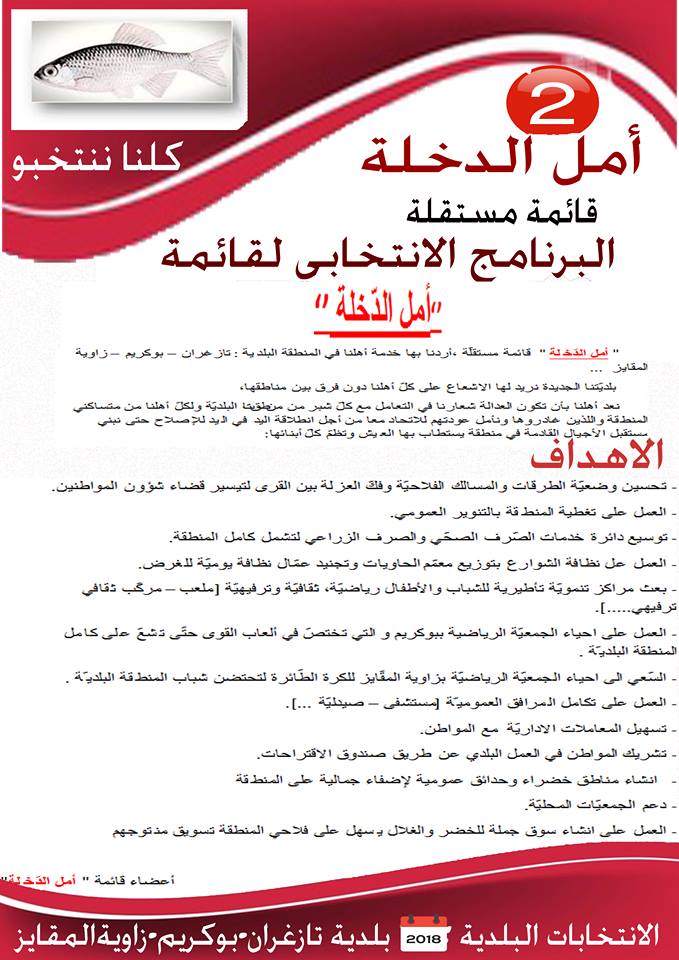 2
أمل الدخلة
كلنا ننتخبو
قائمة مستقلة
البرنامج الانتخابي لقائمة
"أمل الدّخلة"
" أمل الدّخلة " قائمة مستقلّة ،أردنا بها خدمة أهلنا في المنطقة البلدية : تازغران – بوكريم – زاوية
المقايز ...
بلديّتنا الجديدة نريد لها الاشعاع على كلّ أهلنا دون فرق بين مناطقها،
نعد أهلنا بأن تكون العدالة شعارنا في التعامل مع كلّ شبر من البلديّة ولكلّ أهلنا من متساكني
المنطقة واللذين غادروها ونأمل عودتهم للاتحاد معا من أجل انطلاقة اليد في اليد للإصلاح حتى نبني
مستقبل الأجيال القادمة في منطقة يستطاب بها العيش وتظمّ كلّ أبنائها:
الاهداف
- تحسين وضعيّة الطرقات والمسالك الفلاحيّة وفكّ العزلة بين القرى لتيسير قضاء شؤون المواطنين.
- العمل على تغطية المنطقة بالتنوير العمومي.
- توسيع دائرة خدمات الصّرف الصحّي والصرف الزراعي لتشمل كامل المنطقة.
- العمل عل نظافة الشوارع بتوزيع معمّم الحاويات وتجنيد عمّال نظافة يوميّة للغرض.
- بعث مراكز تنمويّة تأطيرية للشباب والأطفال رياضيّة، ثقافيّة وترفيهيّة [ملعب – مركّب ثقافي
ترفيهي.....].
- العمل على احياء الجمعيّة الرياضية ببوكريم و التي تختصّ في ألعاب القوى حتّى تشعّ على كامل
المنطقة البلديّة .
- السّعي الى احياء الجمعيّة الرياضيّة بزاوية المقّايز للكرة الطّائرة لتحتضن شباب المنطقة البلديّة .
- العمل على تكامل المرافق العموميّة [مستشفى – صيدليّة ...].
- تسهيل المعاملات الاداريّة مع المواطن.
- تشريك المواطن في العمل البلدي عن طريق صندوق الاقتراحات.
- انشاء مناطق خضراء وحدائق عمومية لإضفاء جمالية على المنطقة
- دعم الجمعيّات المحليّة.
- العمل على انشاء سوق جملة للخضر والغلال يسهل على فلاحي المنطقة تسويق منتوجهم
أعضاء قائمة " أمل الدّخلة"
الانتخابات البلدية 2018 بلدية تازغران-بوكريم-زاوية المقايز